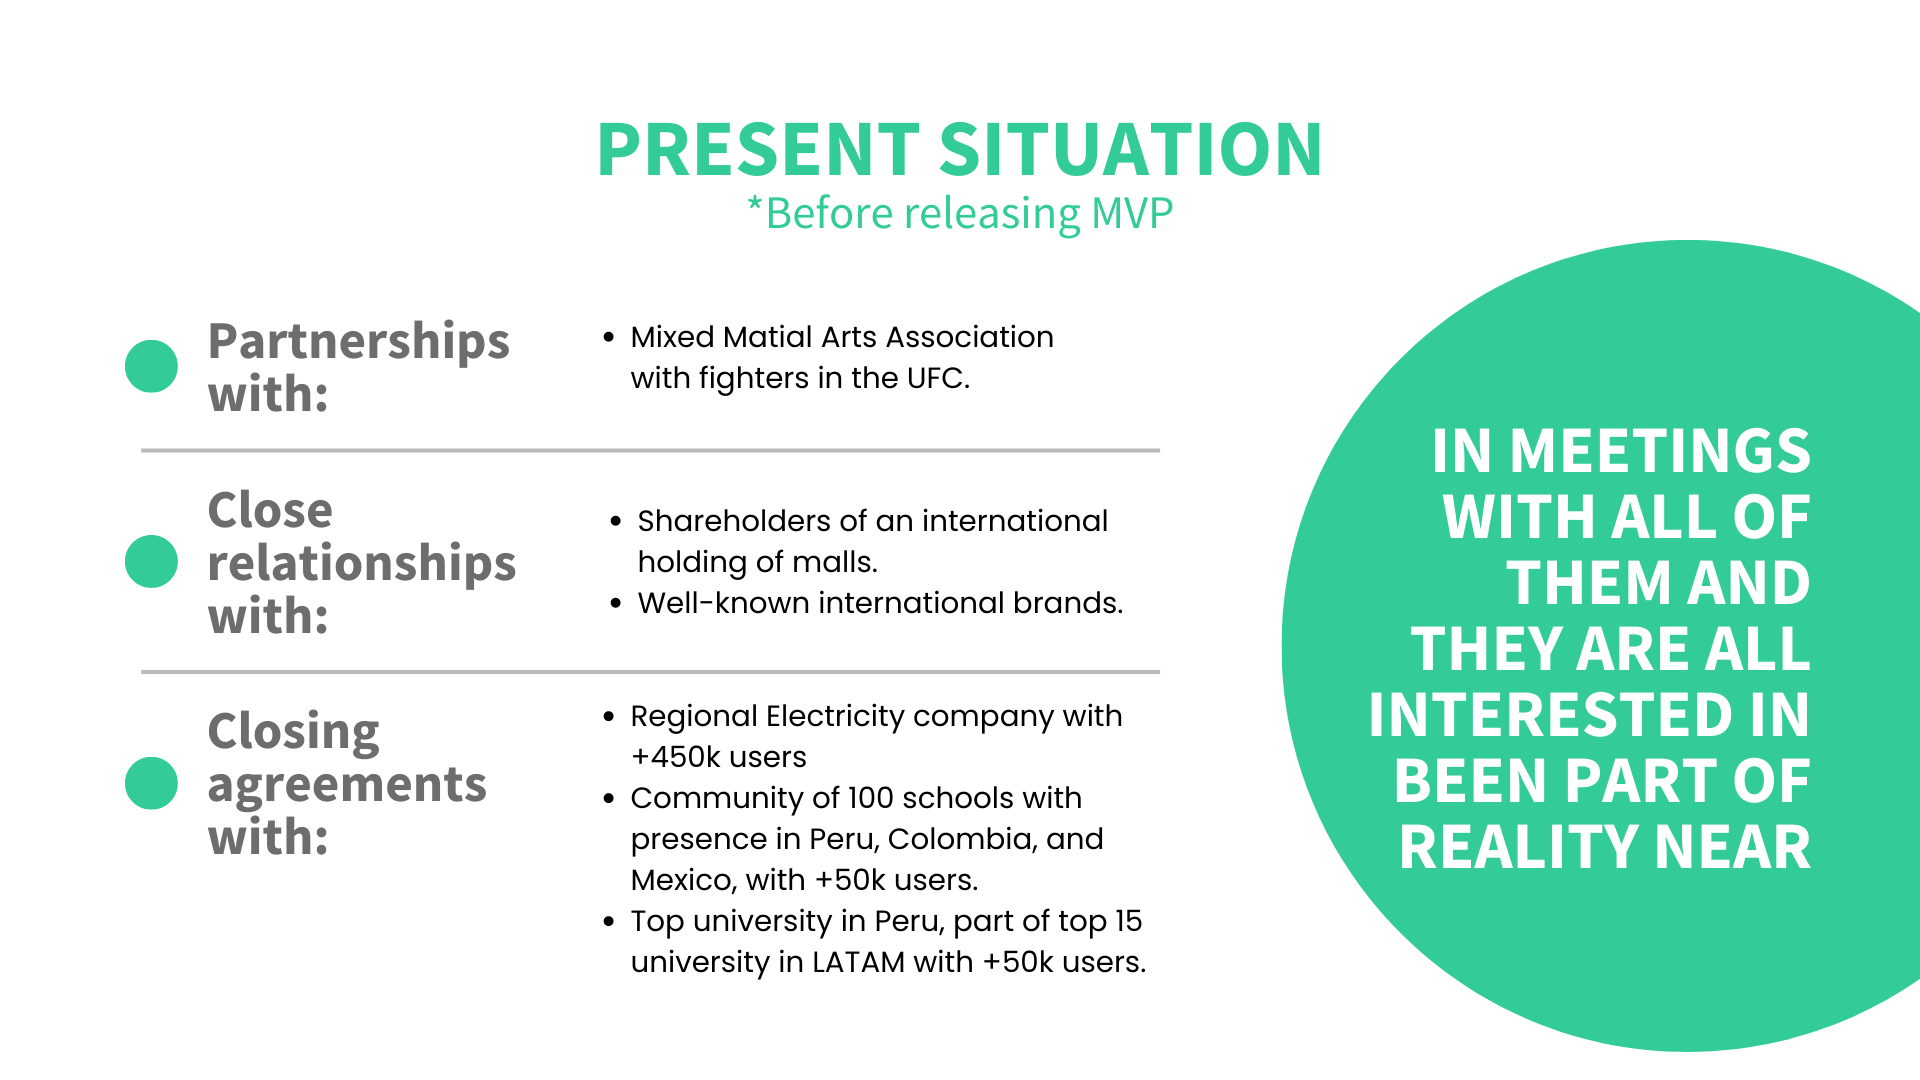 PRESENT SITUATION
*Before releasing MVP
Partnerships
with:
• Mixed Matial Arts Association
with fighters in the UFC.
Close
relationships
with:
• Shareholders of an international
holding of malls.
• Well-known international brands.
Closing
agreements
with:
• Regional Electricity company with
+450k users
• Community of 100 schools with
presence in Peru, Colombia, and
Mexico, with +50k users.
• Top university in Peru, part of top 15
university in LATAM with +50k users.
IN MEETINGS
WITH ALL OF
THEM AND
THEY ARE ALL
INTERESTED IN
BEEN PART OF
REALITY NEAR